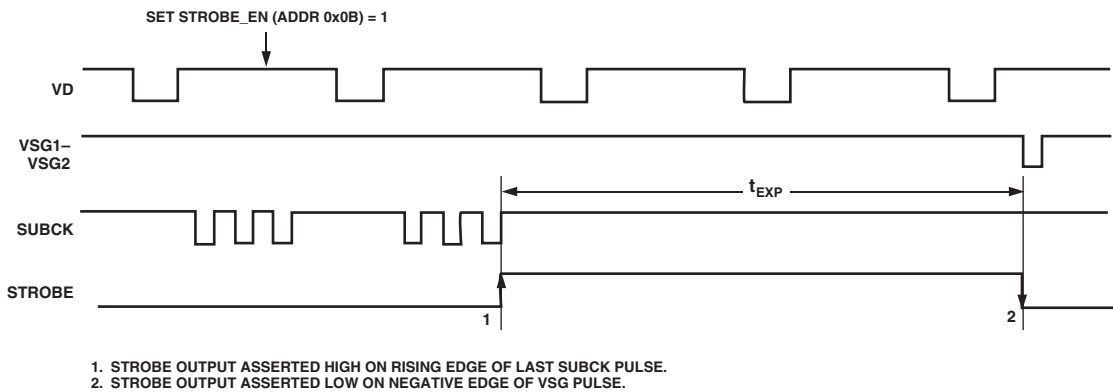 SET STROBE_EN (ADDR 0x0B) = 1
VD
VSG1–
VSG2
tEXP
SUBCK
STROBE
1
2
1. STROBE OUTPUT ASSERTED HIGH ON RISING EDGE OF LAST SUBCK PULSE.
2. STROBE OUTPUT ASSERTED LOW ON NEGATIVE EDGE OF VSG PULSE.